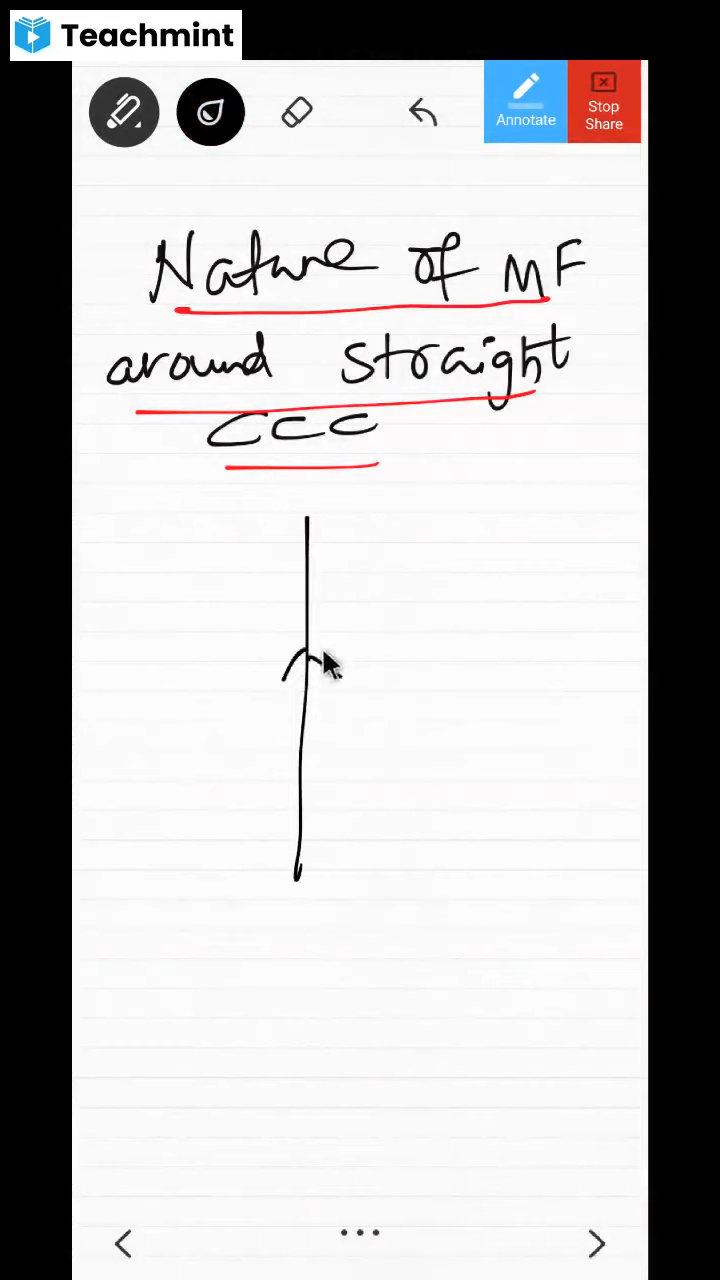 Teachmint
Annotate
Stop
Share
Nature of MF
around straight
CCC